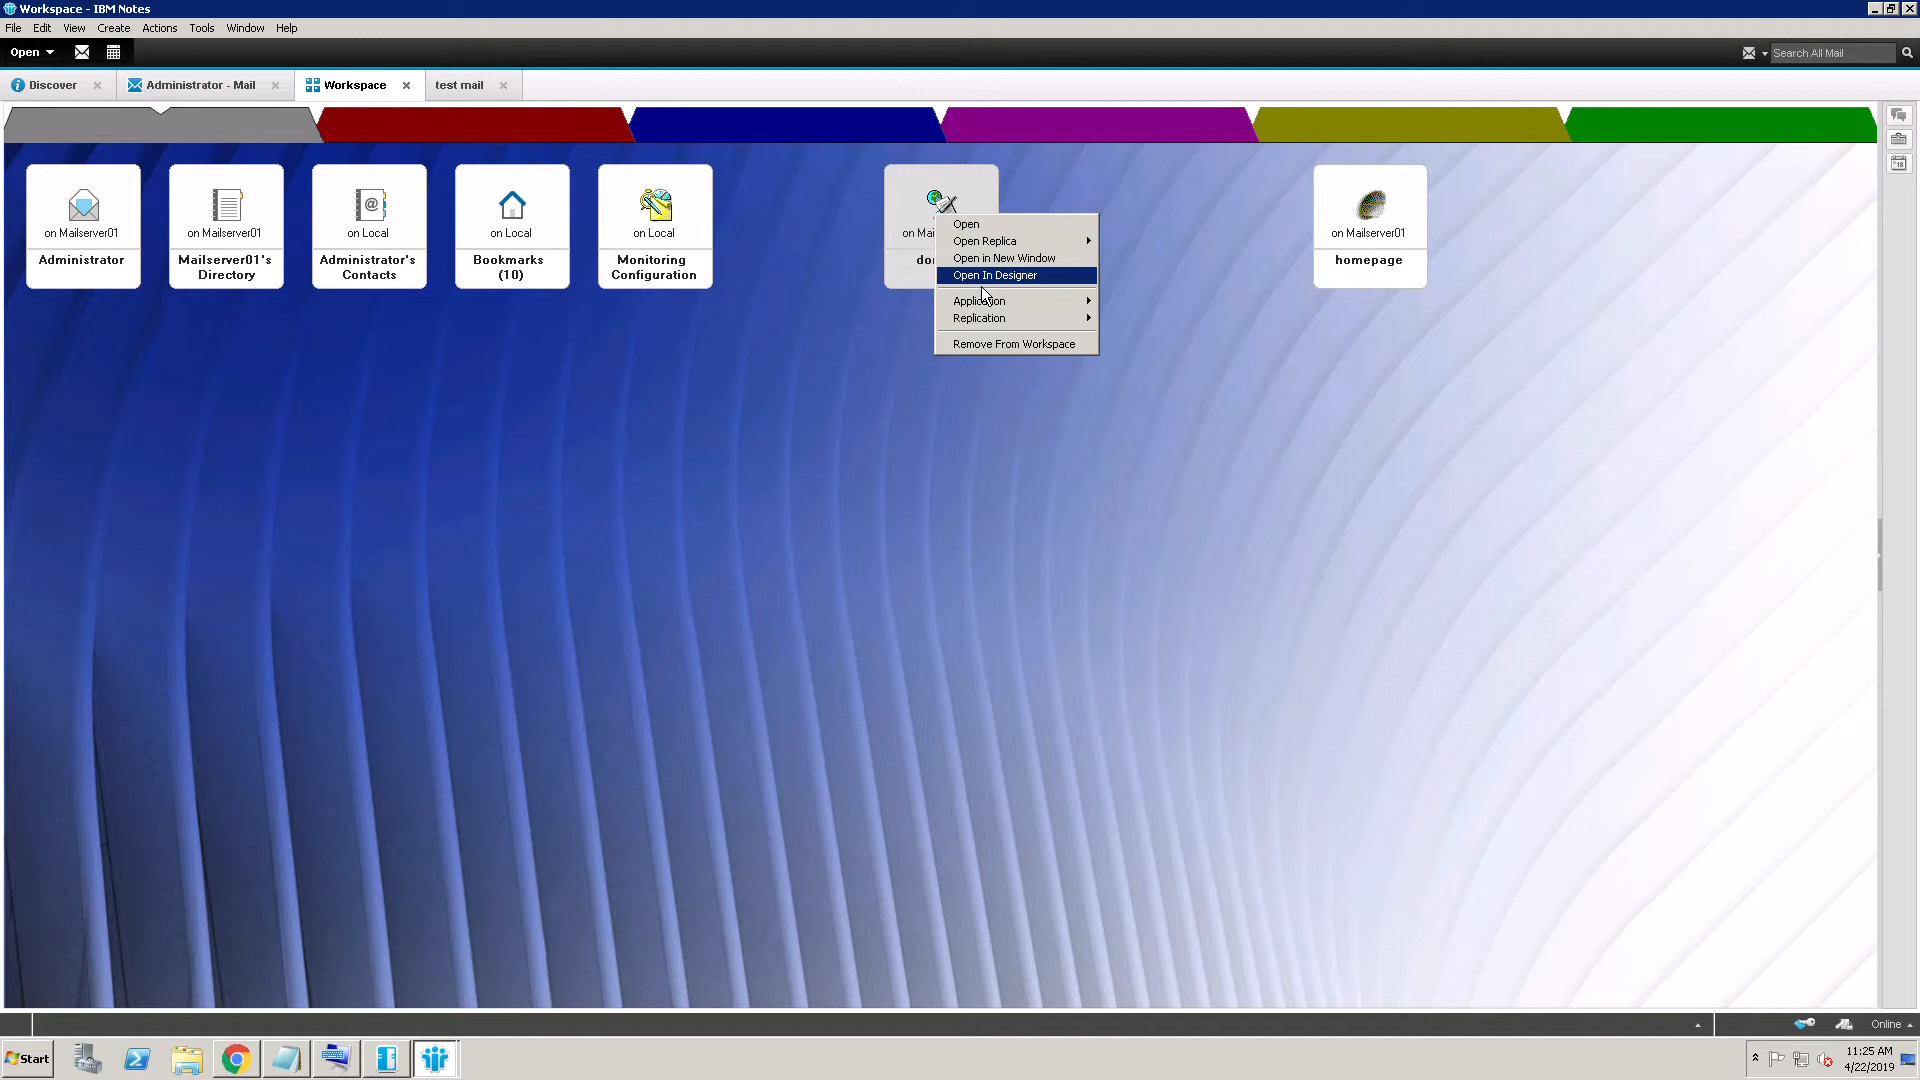 Workspace - IBM Notes
File Edit View Create Actions Tools Window Help
Open
Search All Mail
Discover
Administrator - Mail
Workspace
test mail
on Mailserver01
Administrator
on Mailserver01
Mailserver01's
Directory
on Local
Administrator's
Contacts
on Local
Bookmarks
(10)
on Local
Monitoring
Configuration
on
Open
Open Replica
Open in New Window
Open In Designer
Application
Replication
Remove From Workspace
on Mailserver01
homepage
18
Online
Start
11:25 AM
4/22/2019